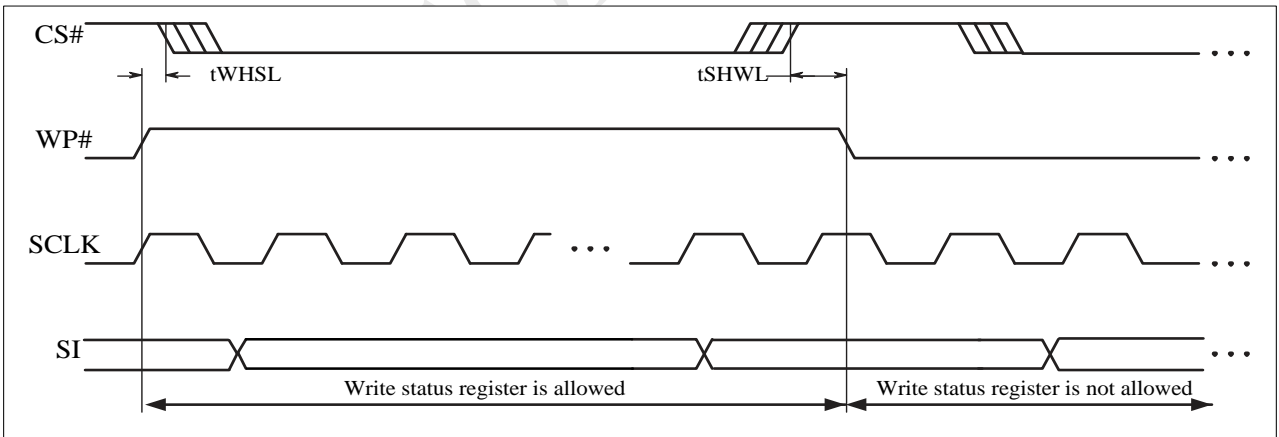 CS#
tWHSL
tSHWL
WP#
SCLK
SI
Write status register is allowed
Write status register is not allowed